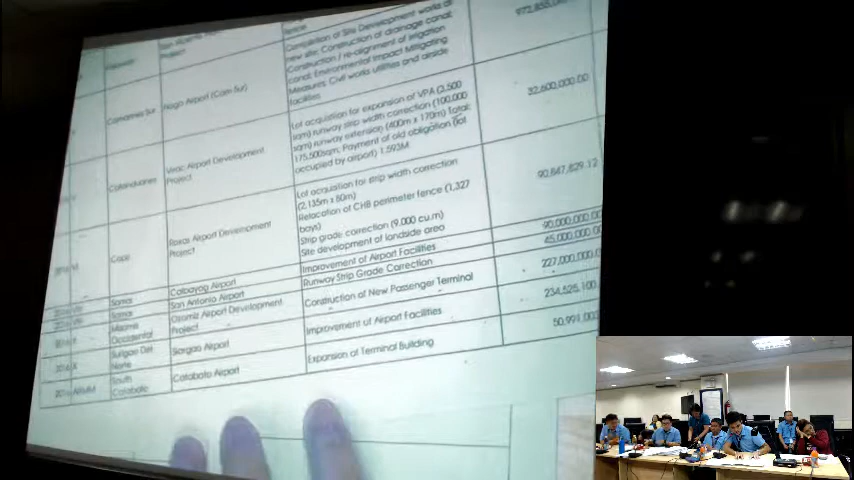 Project
Completion of Site Development works at
new site; Construction of drainage canal;
Construction / re-alignment of irrigation
canal; Environmental Impact Mitigating
Measures; Civil works utilities and airside
facilities
Camarines Sur
Naga Airport (Cam Sur)
32,600,000.00
Catanduanes
Virac Airport Development
Project
Lot acquisition for expansion of VPA (2,500
sqm) runway strip width correction (100,000
sqm) runway extension (400m x 170m) Total:
175,500sqm; Payment of old obligation (lot
occupied by airport) 1.593M
Capiz
Roxas Airport Development
Project
Lot acquisition for strip width correction
(2,135m x 80m)
Relocation of CHB perimeter fence (1,327
bays)
Strip grade correction (9,000 cu.m)
Site development of landside area
90,847,829.12
Samar
Calbayog Airport
Improvement of Airport Facilities
90,000,000.00
Samar
San Antonio Airport
Runway Strip Grade Correction
45,000,000.00
Misamis
Occidental
Ozamiz Airport Development
Project
Construction of New Passenger Terminal
227,000,000.0
Surigao Del
Norte
Siargao Airport
Improvement of Airport Facilities
234,525,100.
ARMM
South
Cotabato
Cotabato Airport
Expansion of Terminal Building
50,991,000